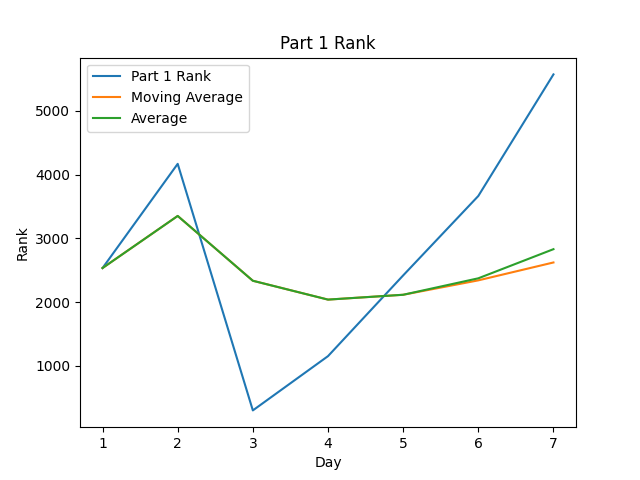 Part 1 Rank
Part 1 Rank
Moving Average
Average
5000
4000
3000
2000
1000
Rank
1 2 3 4 5 6 7
Day